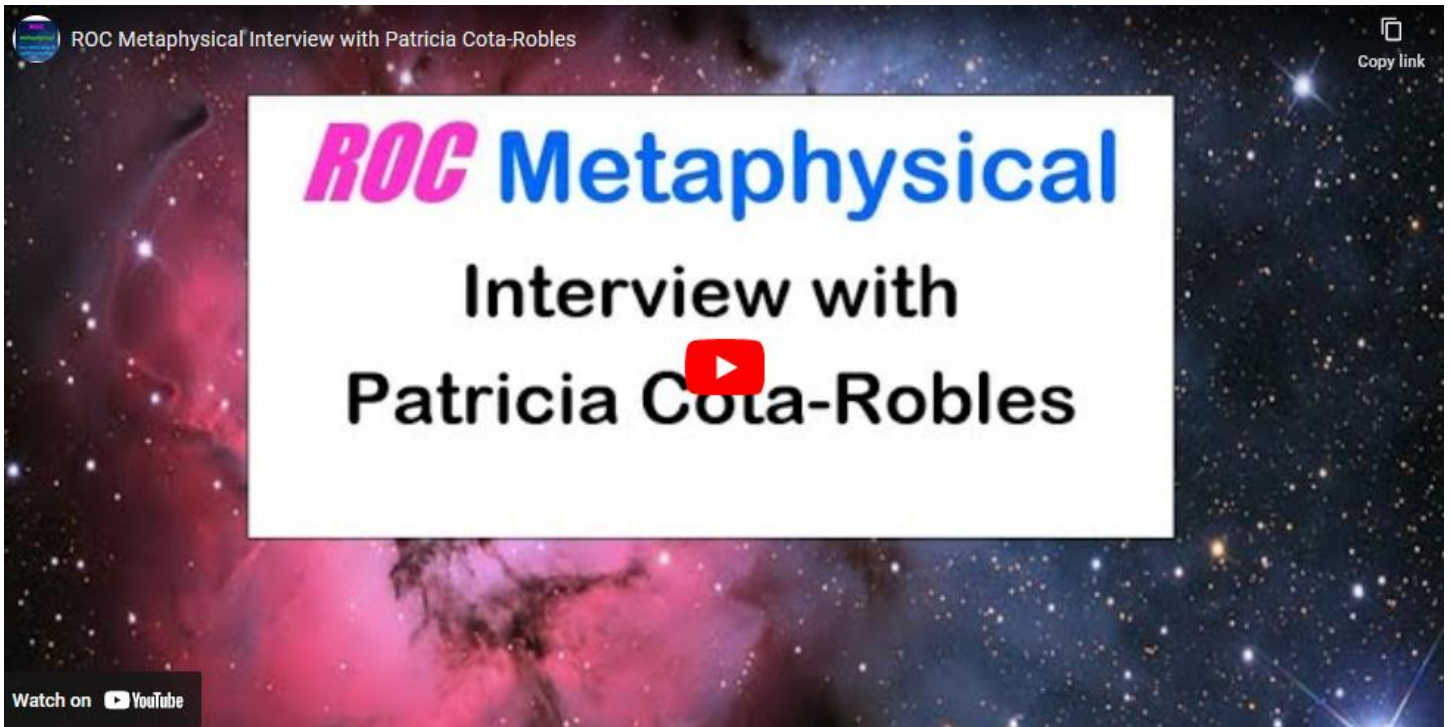 ROC Metaphysical Interview with Patricia Cota-Robles
Copy link
ROC Metaphysical
Interview with
Patricia Cota-Robles
Watch on YouTube